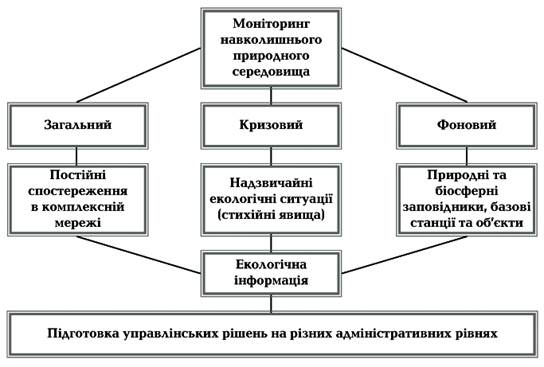 Моніторинг
навколишнього
природного
середовища
Загальний
Кризовий
Фоновий
Постійні
спостереження
в комплексній
мережі
Надзвичайні
екологічні ситуації
(стихійні явища)
Природні та
біосферні
заповідники, базові
станції та об'єкти
Екологічна
інформація
Підготовка управлінських рішень на різних адміністративних рівнях